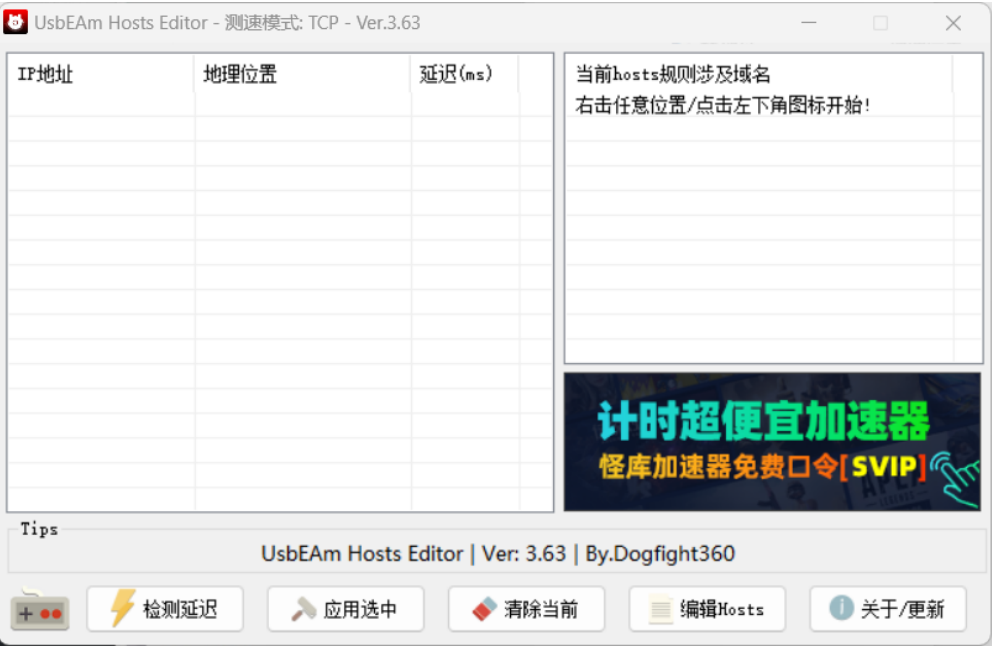 UsbEAm Hosts Editor - 测速模式: TCP - Ver.3.63
IP地址 地理位置 延迟(ms)
当前hosts规则涉及域名
右击任意位置/点击左下角图标开始!
计时超便宜加速器
怪库加速器免费口令[SVIP]
Tips
UsbEAm Hosts Editor | Ver: 3.63 | By.Dogfight360
检测延迟 应用选中 清除当前 编辑Hosts 关于/更新